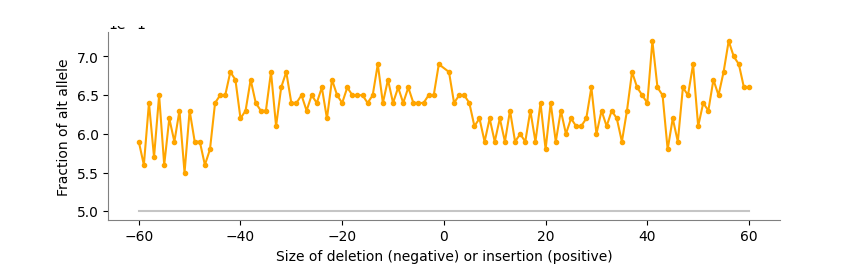 7.0
6.5
6.0
5.5
5.0
Fraction of alt allele
−60 −40 −20 0 20 40 60
Size of deletion (negative) or insertion (positive)